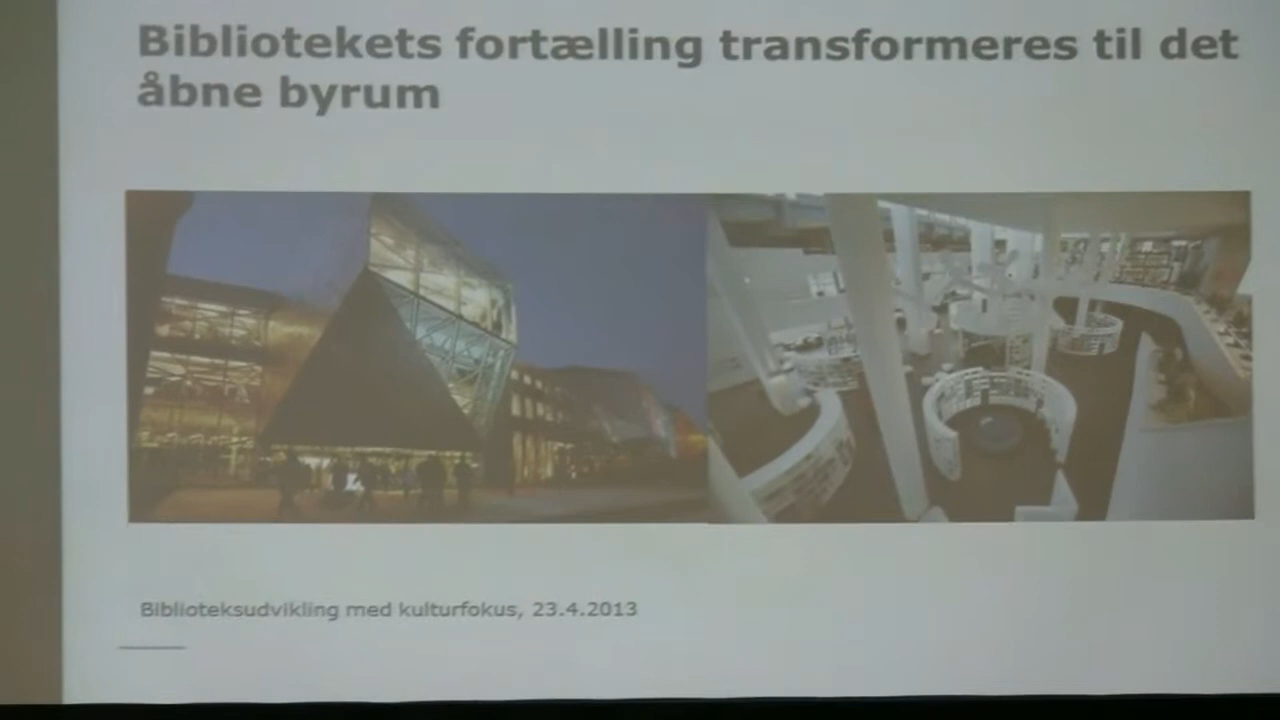 Bibliotekets fortælling transformeres til det
åbne byrum
Biblioteksudvikling med kulturfokus, 23.4.2013